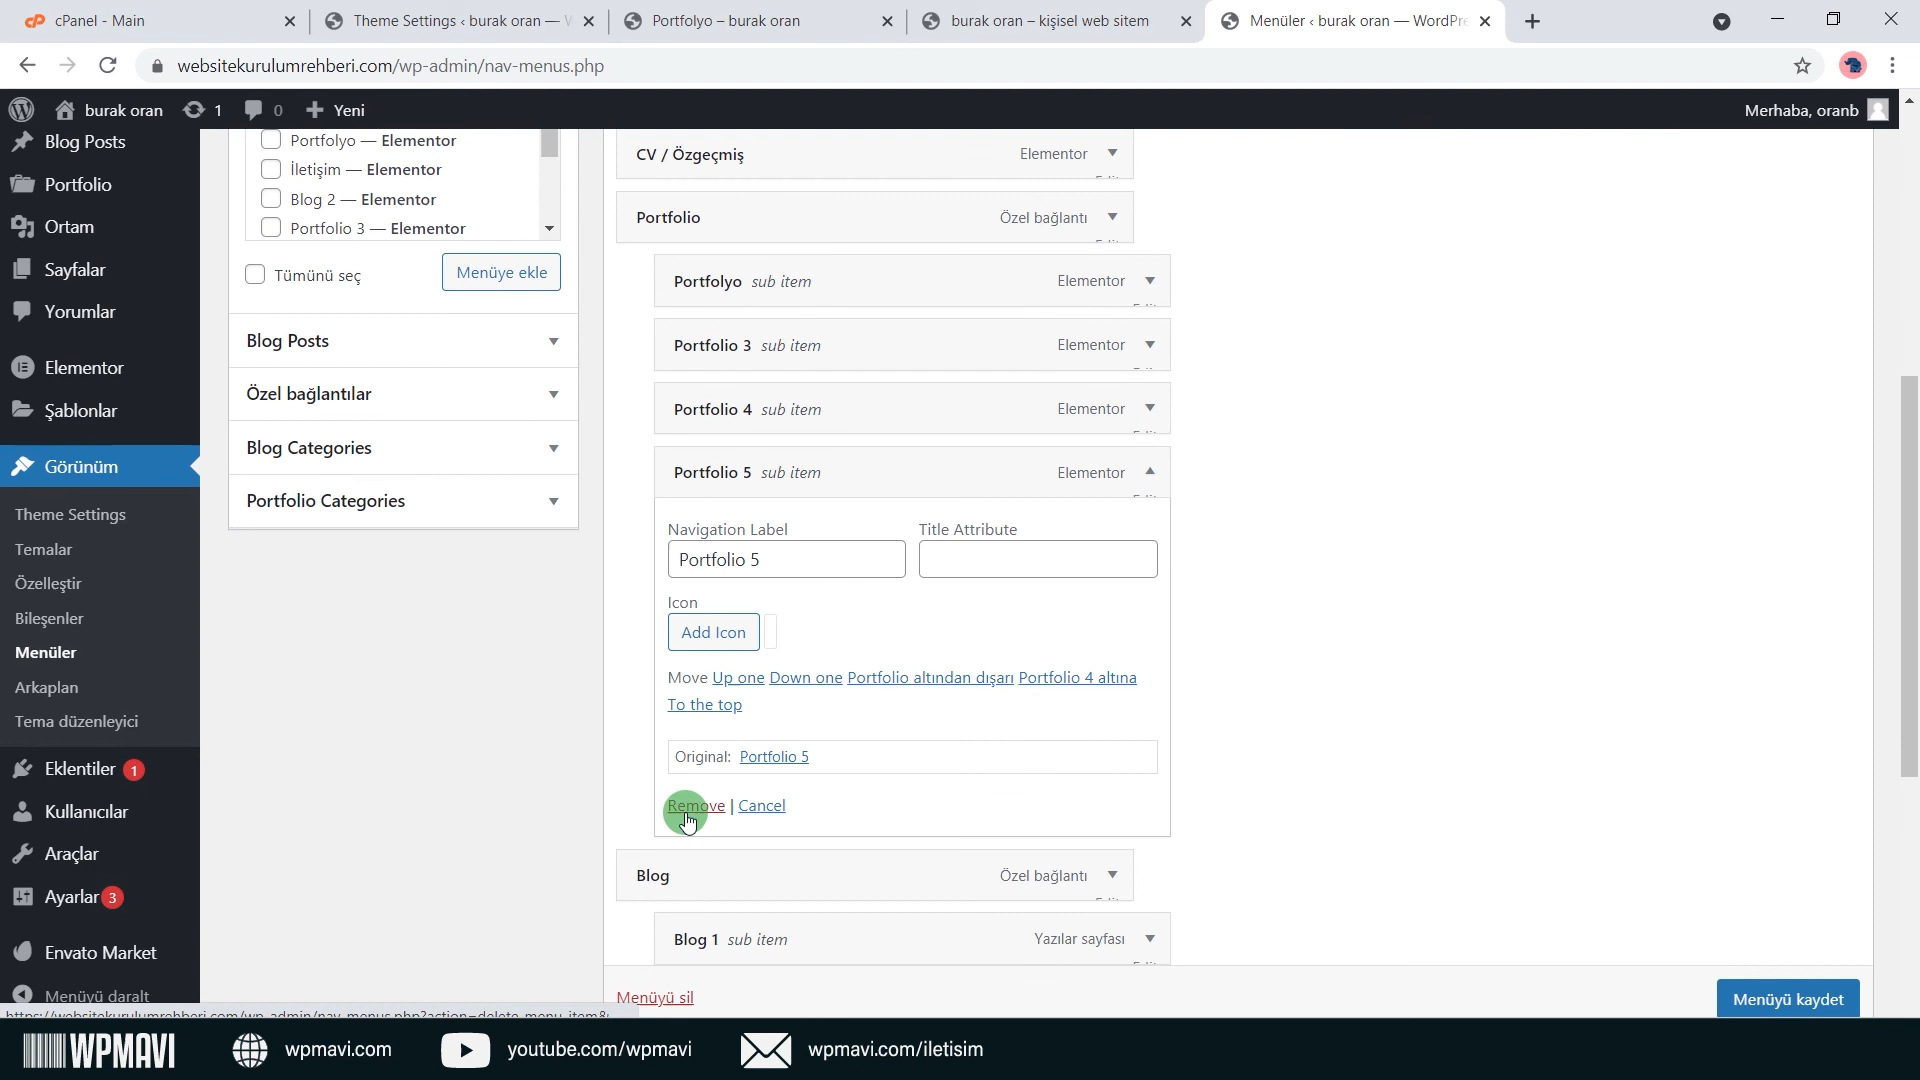 cPanel - Main
Theme Settings ‹ burak oran — W
Portfolyo – burak oran
burak oran – kişisel web sitem
Menüler ‹ burak oran — WordPre
websitekurulumrehberi.com/wp-admin/nav-menus.php
burak oran
1
0
Yeni
Merhaba, oranb
Blog Posts
Portfolio
Ortam
Sayfalar
Yorumlar
Elementor
Şablonlar
Görünüm
Theme Settings
Temalar
Özelleştir
Bileşenler
Menüler
Arkaplan
Tema düzenleyici
Eklentiler 1
Kullanıcılar
Araçlar
Ayarlar 3
Envato Market
Menüyü daralt
Portfolyo — Elementor
İletişim — Elementor
Blog 2 — Elementor
Portfolio 3 — Elementor
Tümünü seç
Menüye ekle
Blog Posts
Özel bağlantılar
Blog Categories
Portfolio Categories
CV / Özgeçmiş Elementor
Portfolio Özel bağlantı
Portfolyo sub item Elementor
Portfolio 3 sub item Elementor
Portfolio 4 sub item Elementor
Portfolio 5 sub item Elementor
Navigation Label Title Attribute
Portfolio 5
Icon
Add Icon
Move Up one Down one Portfolio altından dışarı Portfolio 4 altına
To the top
Original: Portfolio 5
Remove | Cancel
Blog Özel bağlantı
Blog 1 sub item Yazılar sayfası
Menüyü sil
Menüyü kaydet
WPMAVI
wpmavi.com
youtube.com/wpmavi
wpmavi.com/iletisim